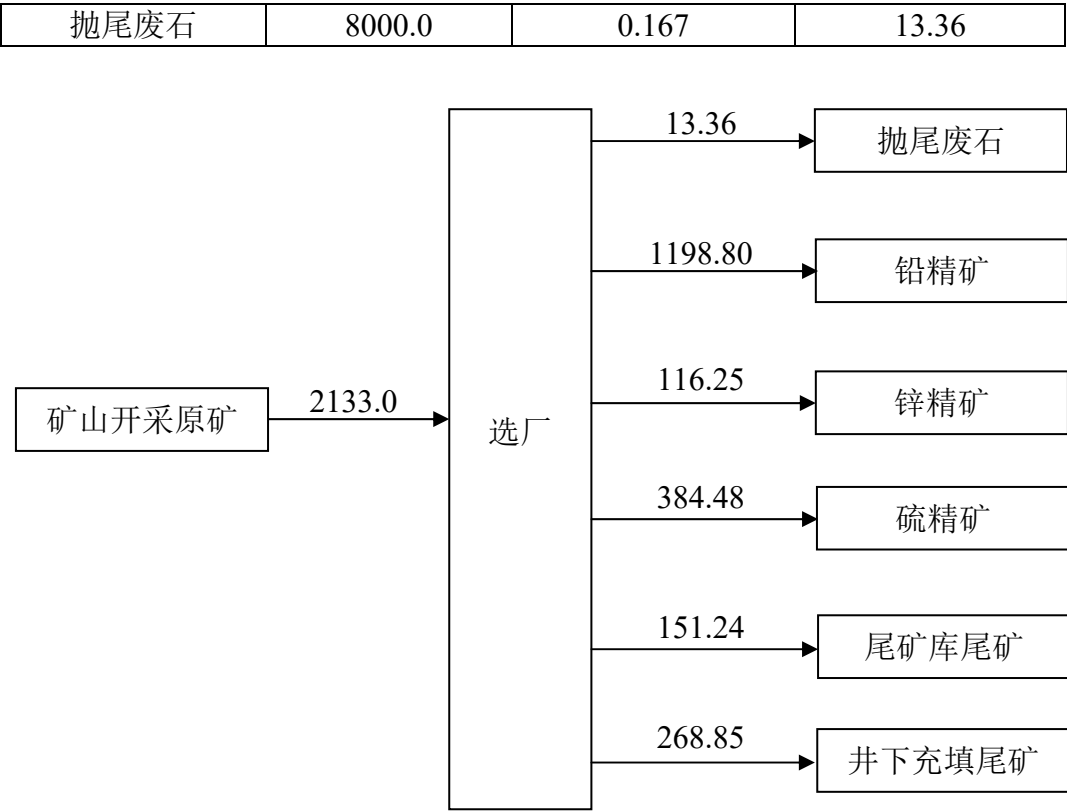 抛尾废石 8000.0 0.167 13.36
13.36
抛尾废石
1198.80
铅精矿
116.25
锌精矿
矿山开采原矿
2133.0
选厂
384.48
硫精矿
151.24
尾矿库尾矿
268.85
井下充填尾矿